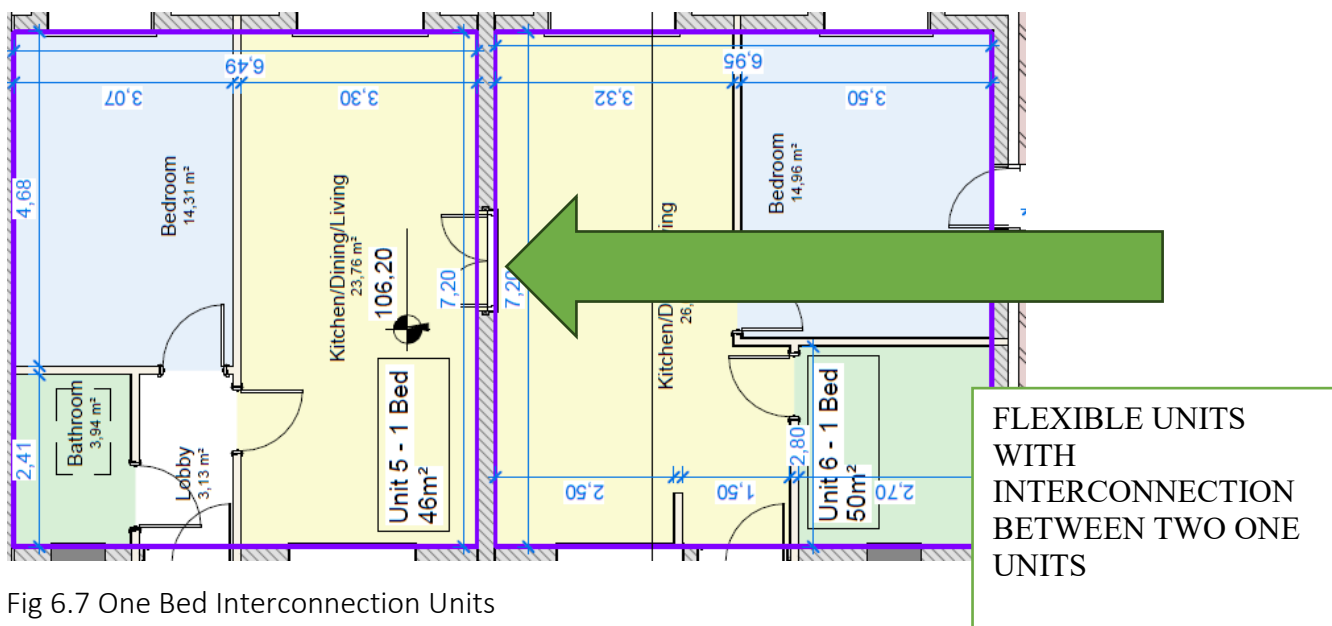 6,49
3,07
3,30
4,68
2,41
Bedroom
14,31 m²
Kitchen/Dining/Living
23,76 m²
106,20
7,20
Bathroom
3,94 m²
Lobby
3,13 m²
Unit 5 - 1 Bed
46m²
6,95
3,32
3,50
Bedroom
14,96 m²
7,20
26,
2,80
2,50
1,50
2,70
Unit 6 - 1 Bed
50m²
FLEXIBLE UNITS
WITH
INTERCONNECTION
BETWEEN TWO ONE
UNITS
Fig 6.7 One Bed Interconnection Units